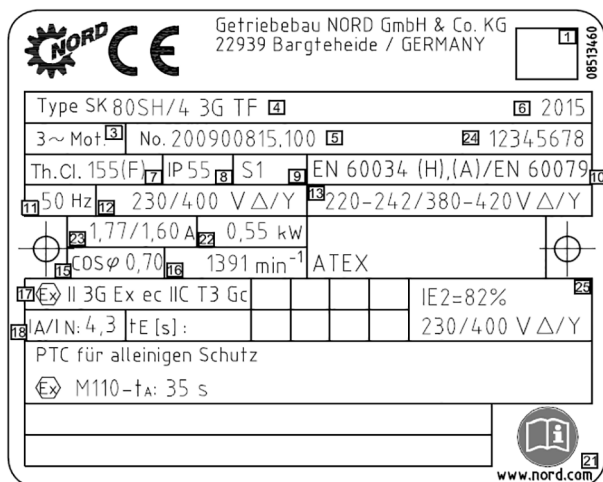 NORD CE
Getriebebau NORD GmbH & Co. KG
22939 Bargteheide / GERMANY
1
08513460
Type SK 80SH/4 3G TF 4 6 2015
3~ Mot. 3 No. 200900815.100 5 24 12345678
Th.Cl. 155(F) 7 IP 55 8 S1 9 EN 60034 (H),(A)/EN 60079 10
11 50 Hz 12 230/400 V Δ/Y 13 220-242/380-420V Δ/Y
23 1,77/1,60 A 22 0,55 kW
15 COSφ 0,70 16 1391 min⁻¹ ATEX
17 Ex II 3G Ex ec IIC T3 Gc IE2=82% 25
18 IA/I N: 4,3 tE [s] : 230/400 V Δ/Y
PTC für alleinigen Schutz
Ex M110-tA: 35 s
i
21
www.nord.com